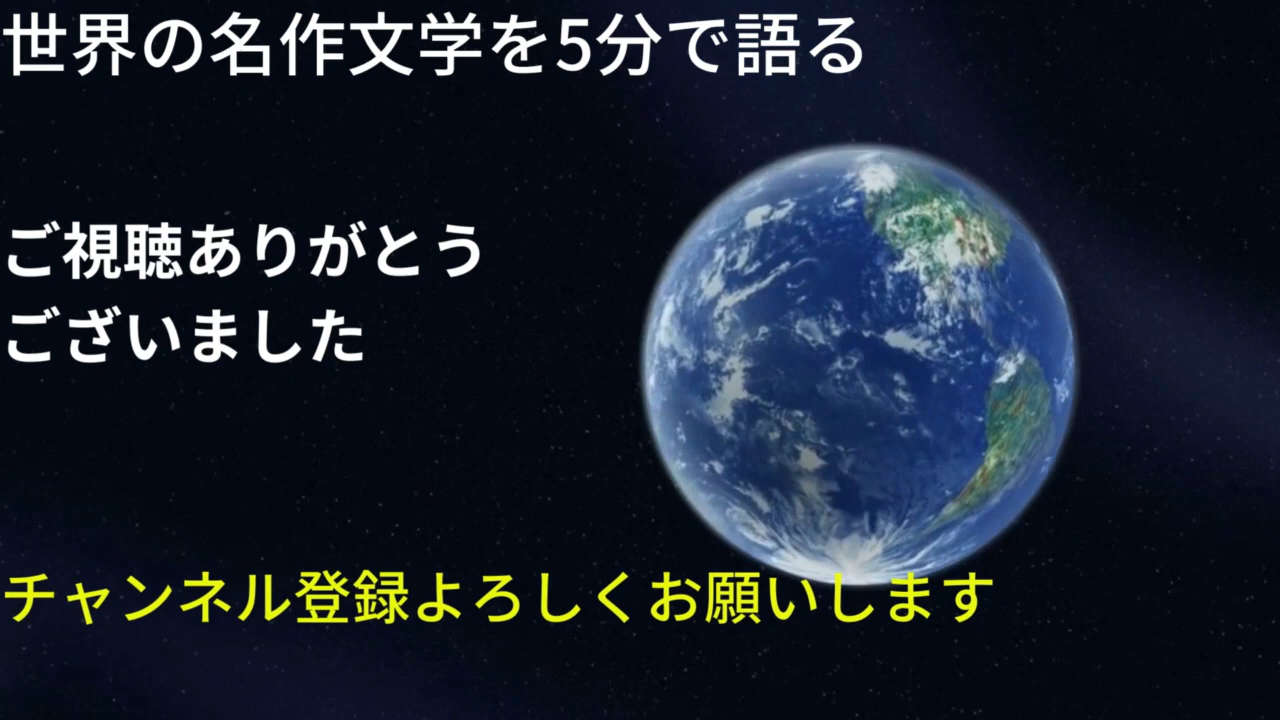 世界の名作文学を5分で語る
ご視聴ありがとう
ございました
チャンネル登録よろしくお願いします